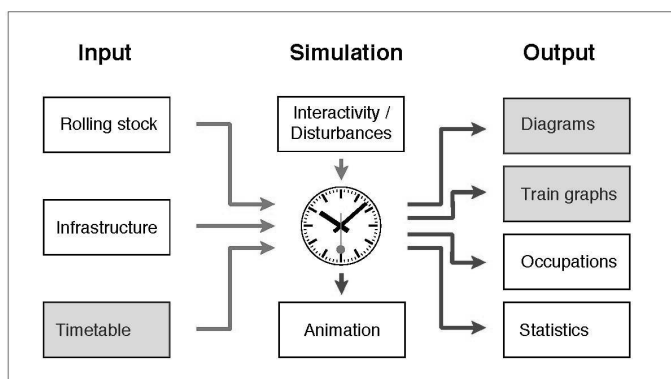 Input
Simulation
Output
Rolling stock
Interactivity /
Disturbances
Diagrams
Train graphs
Infrastructure
Occupations
Timetable
Animation
Statistics